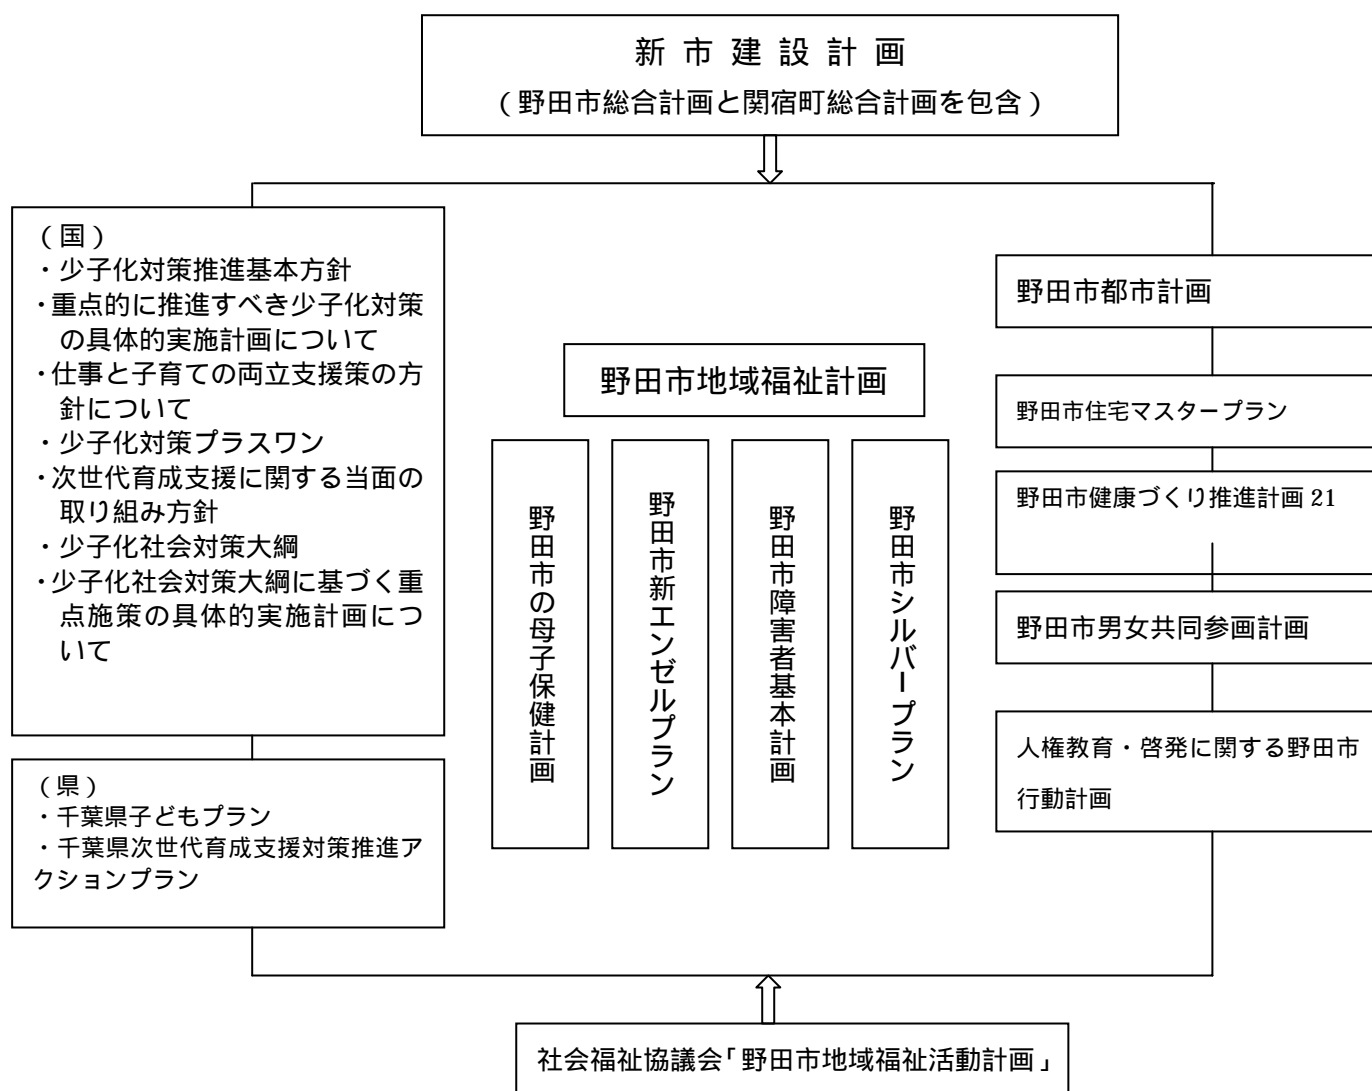 新市建設計画
(野田市総合計画と関宿町総合計画を包含)
(国)
・少子化対策推進基本方針
・重点的に推進すべき少子化対策
の具体的実施計画について
・仕事と子育ての両立支援策の方
針について
・少子化対策プラスワン
・次世代育成支援に関する当面の
取り組み方針
・少子化社会対策大綱
・少子化社会対策大綱に基づく重
点施策の具体的実施計画につ
いて
(県)
・千葉県子どもプラン
・千葉県次世代育成支援対策推進ア
クションプラン
野田市地域福祉計画
野田市の母子保健計画
野田市新エンゼルプラン
野田市障害者基本計画
野田市シルバープラン
野田市都市計画
野田市住宅マスタープラン
野田市健康づくり推進計画 21
野田市男女共同参画計画
人権教育・啓発に関する野田市
行動計画
社会福祉協議会「野田市地域福祉活動計画」